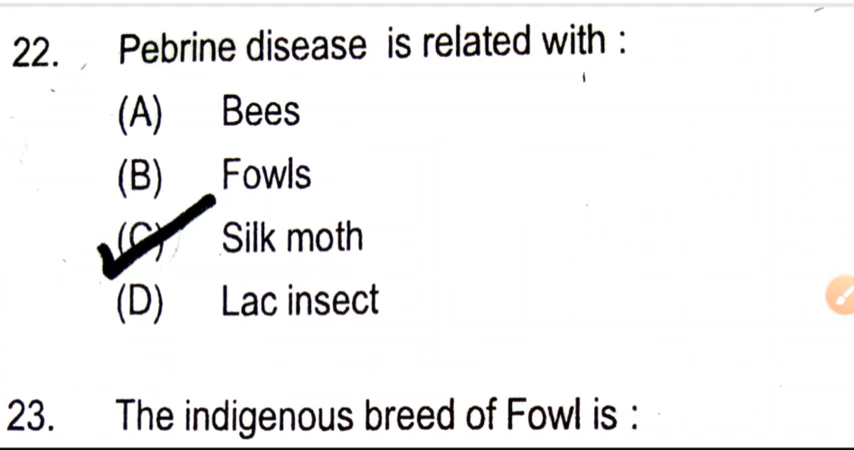 22. Pebrine disease is related with :
(A) Bees
(B) Fowls
(C) Silk moth
(D) Lac insect
23. The indigenous breed of Fowl is :